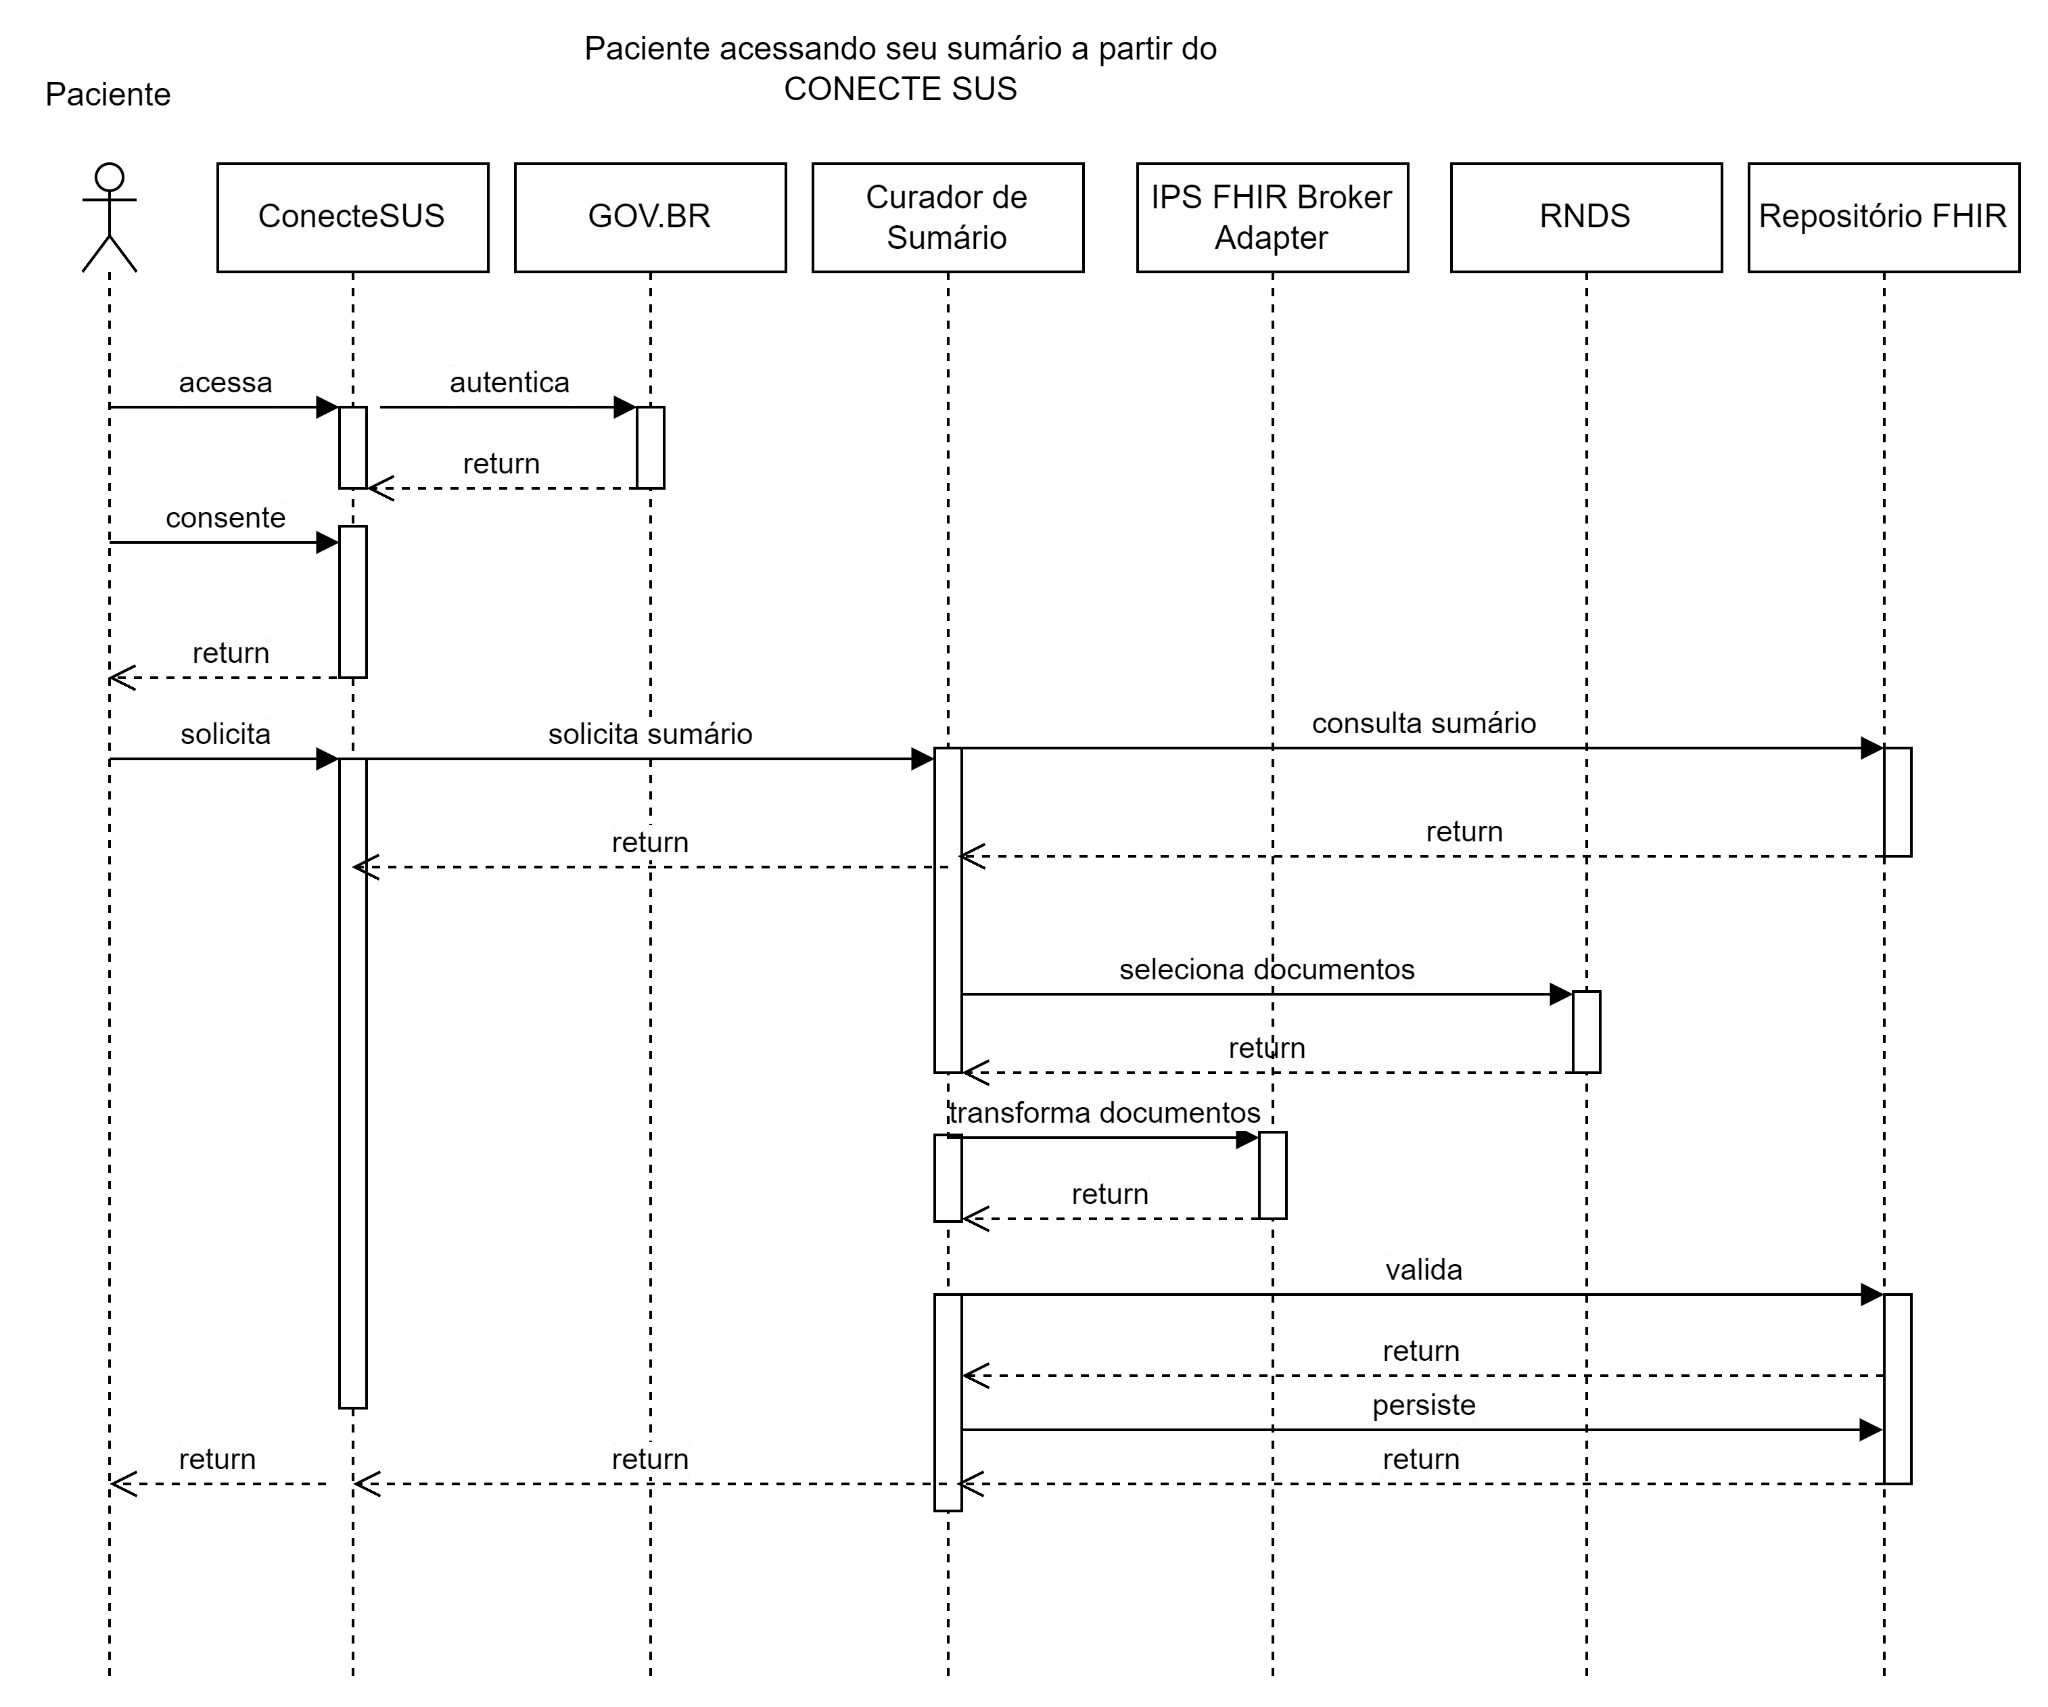 Paciente acessando seu sumário a partir do
CONECTE SUS
Paciente
ConecteSUS
GOV.BR
Curador de
Sumário
IPS FHIR Broker
Adapter
RNDS
Repositório FHIR
acessa
autentica
return
consente
return
solicita
solicita sumário
consulta sumário
return
return
seleciona documentos
return
transforma documentos
return
valida
return
persiste
return
return
return